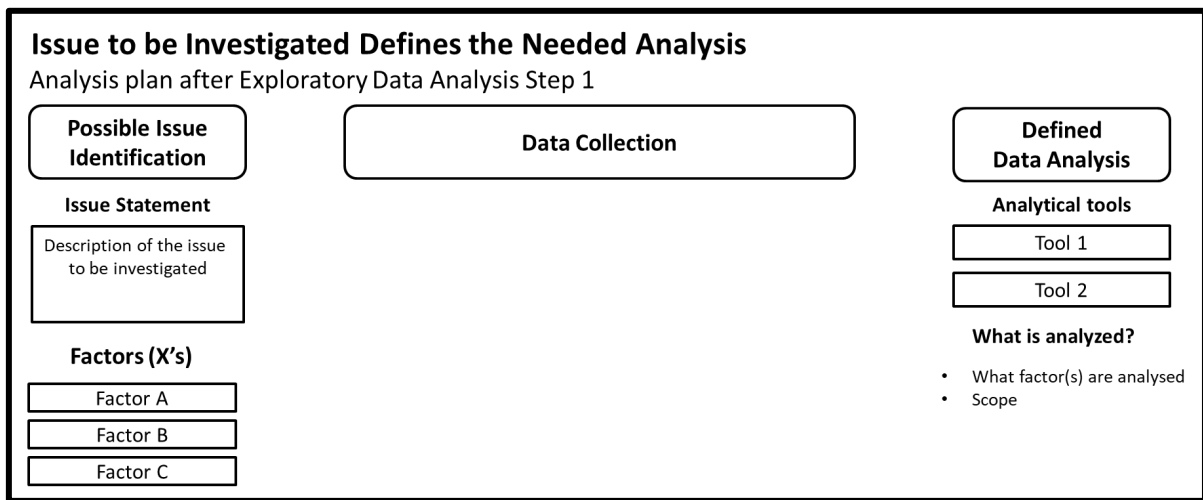 Issue to be Investigated Defines the Needed Analysis
Analysis plan after Exploratory Data Analysis Step 1
Possible Issue
Identification
Issue Statement
Description of the issue
to be investigated
Factors (X's)
Factor A
Factor B
Factor C
Data Collection
Defined
Data Analysis
Analytical tools
Tool 1
Tool 2
What is analyzed?
• What factor(s) are analysed
• Scope